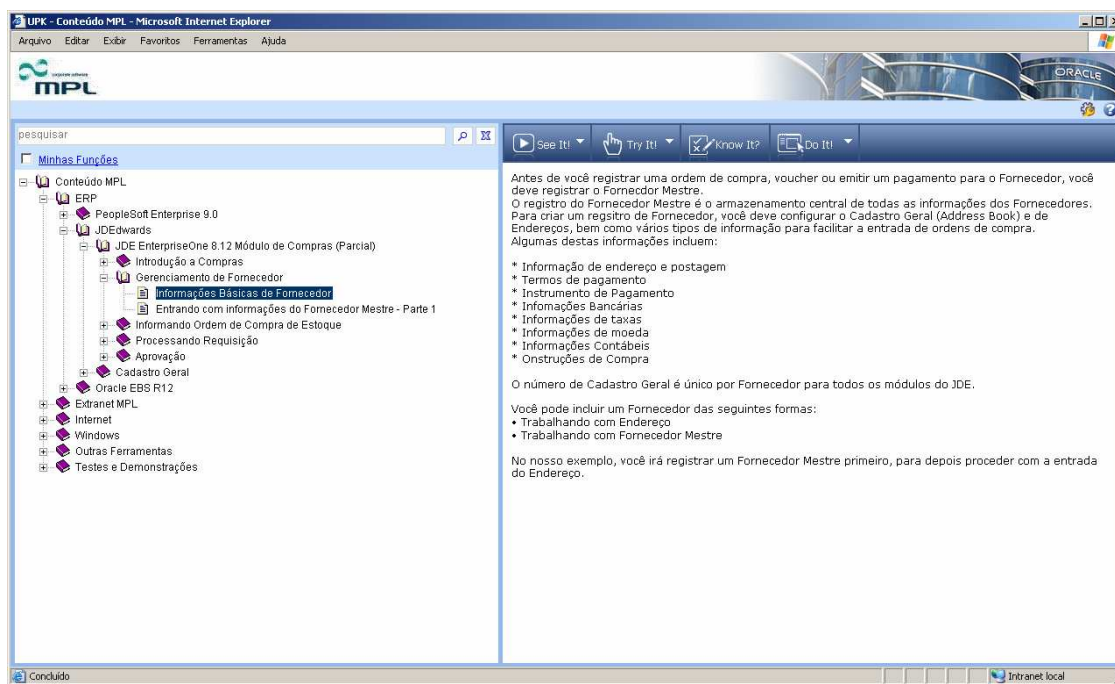 UPK - Conteúdo MPL - Microsoft Internet Explorer
Arquivo Editar Exibir Favoritos Ferramentas Ajuda
corporate software
MPL
ORACLE
pesquisar
Minhas Funções
See It! Try It! Know It? Do It!
Conteúdo MPL
ERP
PeopleSoft Enterprise 9.0
JDEdwards
JDE EnterpriseOne 8.12 Módulo de Compras (Parcial)
Introdução a Compras
Gerenciamento de Fornecedor
Informações Básicas de Fornecedor
Entrando com informações do Fornecedor Mestre - Parte 1
Informando Ordem de Compra de Estoque
Processando Requisição
Aprovação
Cadastro Geral
Oracle EBS R12
Extranet MPL
Internet
Windows
Outras Ferramentas
Testes e Demonstrações
Antes de você registrar uma ordem de compra, voucher ou emitir um pagamento para o Fornecedor, você
deve registrar o Fornecdor Mestre.
O registro do Fornecedor Mestre é o armazenamento central de todas as informações dos Fornecedores.
Para criar um regsitro de Fornecedor, você deve configurar o Cadastro Geral (Address Book) e de
Endereços, bem como vários tipos de informação para facilitar a entrada de ordens de compra.
Algumas destas informações incluem:
* Informação de endereço e postagem
* Termos de pagamento
* Instrumento de Pagamento
* Infomações Bancárias
* Informações de taxas
* Informações de moeda
* Informações Contábeis
* Onstruções de Compra
O número de Cadastro Geral é único por Fornecedor para todos os módulos do JDE.
Você pode incluir um Fornecedor das seguintes formas:
• Trabalhando com Endereço
• Trabalhando com Fornecedor Mestre
No nosso exemplo, você irá registrar um Fornecedor Mestre primeiro, para depois proceder com a entrada
do Endereço.
Concluído
Intranet local